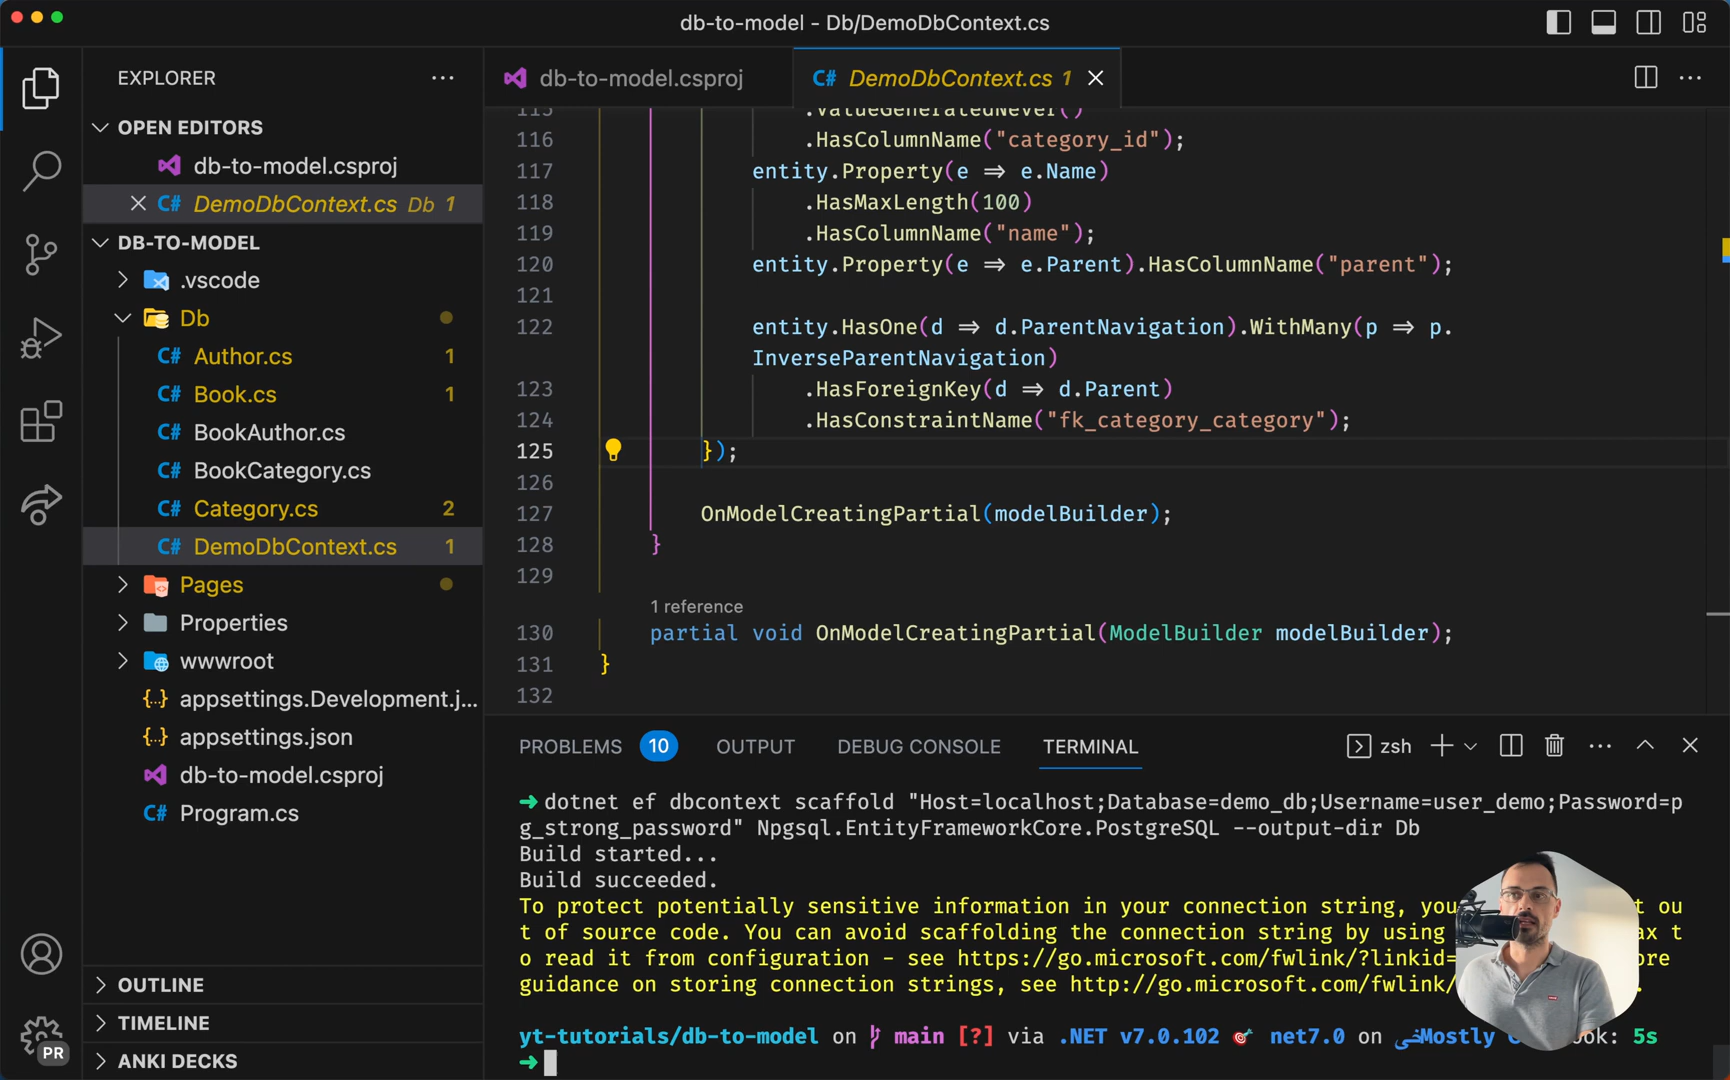 db-to-model - Db/DemoDbContext.cs
EXPLORER
OPEN EDITORS
db-to-model.csproj
DemoDbContext.cs Db 1
DB-TO-MODEL
.vscode
Db
Author.cs 1
Book.cs 1
BookAuthor.cs
BookCategory.cs
Category.cs 2
DemoDbContext.cs 1
Pages
Properties
wwwroot
appsettings.Development.j...
appsettings.json
db-to-model.csproj
Program.cs
OUTLINE
TIMELINE
ANKI DECKS
PR
db-to-model.csproj
DemoDbContext.cs 1
115 .ValueGeneratedNever()
116 .HasColumnName("category_id");
117 entity.Property(e => e.Name)
118 .HasMaxLength(100)
119 .HasColumnName("name");
120 entity.Property(e => e.Parent).HasColumnName("parent");
121
122 entity.HasOne(d => d.ParentNavigation).WithMany(p => p.
InverseParentNavigation)
123 .HasForeignKey(d => d.Parent)
124 .HasConstraintName("fk_category_category");
125 });
126
127 OnModelCreatingPartial(modelBuilder);
128 }
129
1 reference
130 partial void OnModelCreatingPartial(ModelBuilder modelBuilder);
131 }
132
PROBLEMS 10 OUTPUT DEBUG CONSOLE TERMINAL zsh
➜ dotnet ef dbcontext scaffold "Host=localhost;Database=demo_db;Username=user_demo;Password=p
g_strong_password" Npgsql.EntityFrameworkCore.PostgreSQL --output-dir Db
Build started...
Build succeeded.
To protect potentially sensitive information in your connection string, you t ou
t of source code. You can avoid scaffolding the connection string by using ax t
o read it from configuration - see https://go.microsoft.com/fwlink/?linkid= ore
guidance on storing connection strings, see http://go.microsoft.com/fwlink/
yt-tutorials/db-to-model on main [?] via .NET v7.0.102 🎯 net7.0 on Mostly ok: 5s
➜